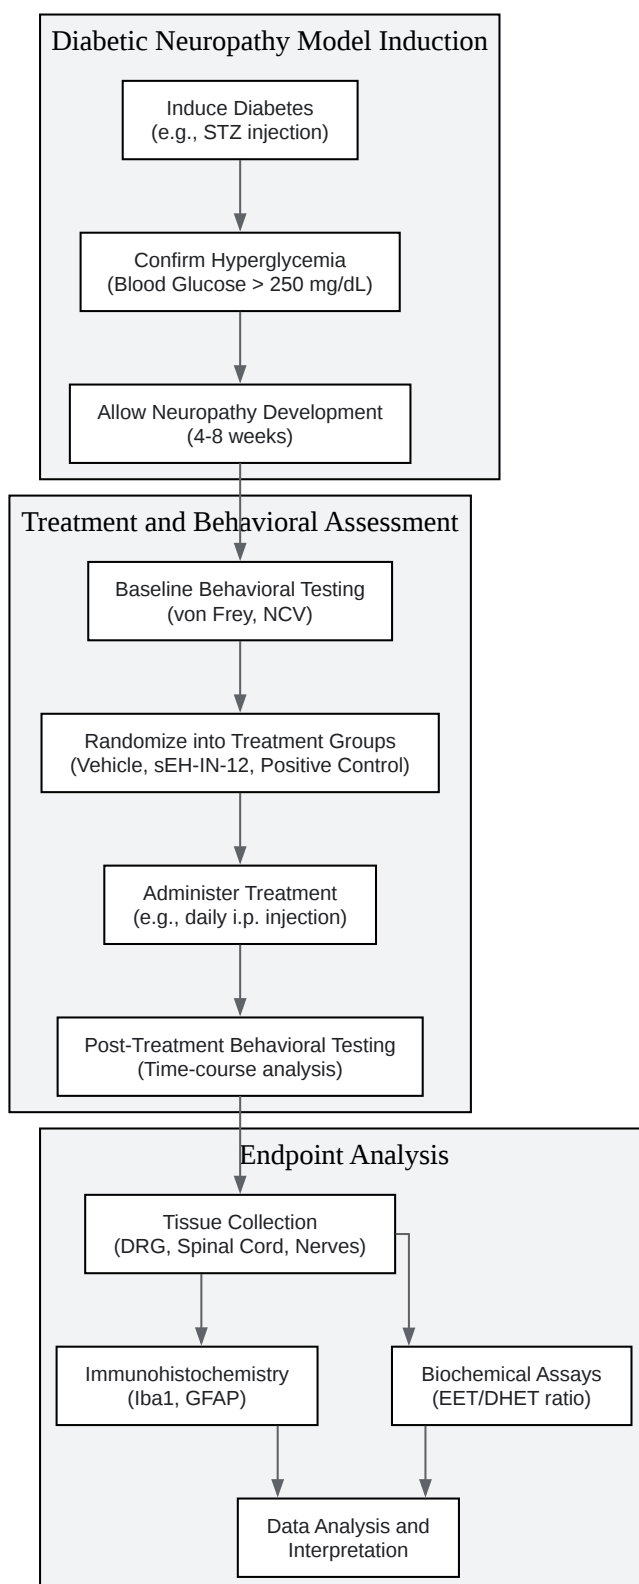 Diabetic Neuropathy Model Induction
Induce Diabetes
(e.g., STZ injection)
Confirm Hyperglycemia
(Blood Glucose > 250 mg/dL)
Allow Neuropathy Development
(4-8 weeks)
Treatment and Behavioral Assessment
Baseline Behavioral Testing
(von Frey, NCV)
Randomize into Treatment Groups
(Vehicle, sEH-IN-12, Positive Control)
Administer Treatment
(e.g., daily i.p. injection)
Post-Treatment Behavioral Testing
(Time-course analysis)
Endpoint Analysis
Tissue Collection
(DRG, Spinal Cord, Nerves)
Immunohistochemistry
(Iba1, GFAP)
Biochemical Assays
(EET/DHET ratio)
Data Analysis and
Interpretation